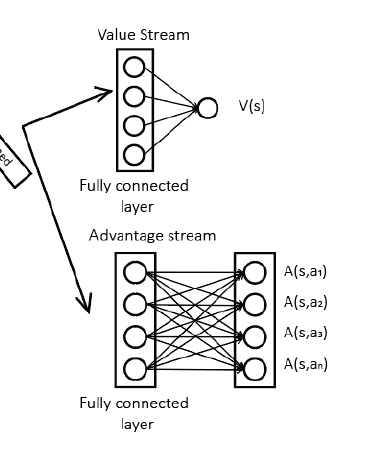 Value Stream
V(s)
Fully connected
layer
Advantage stream
A(s,a₁)
A(s,a₂)
A(s,a₃)
A(s,aₙ)
Fully connected
layer